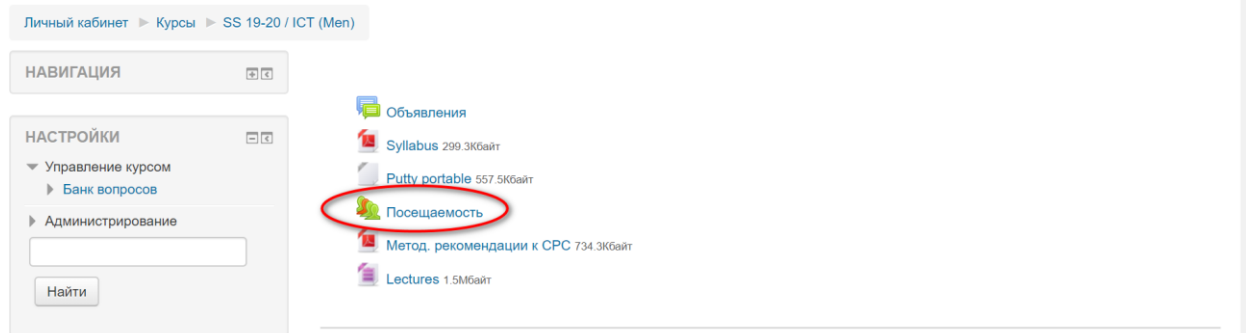 Личный кабинет ► Курсы ► SS 19-20 / ICT (Men)
НАВИГАЦИЯ
НАСТРОЙКИ
Управление курсом
Банк вопросов
Администрирование
Найти
Объявления
Syllabus 299.3Кбайт
Putty portable 557.5Кбайт
Посещаемость
Метод. рекомендации к СРС 734.3Кбайт
Lectures 1.5Мбайт